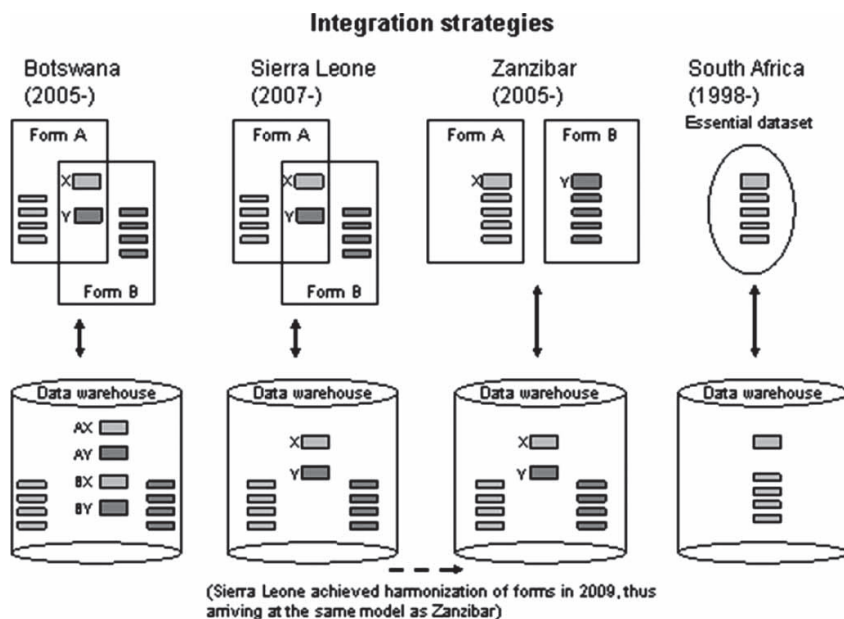 Integration strategies
Botswana
(2005-)
Form A
X
Y
Form B
Data warehouse
AX
AY
BX
BY
Sierra Leone
(2007-)
Form A
X
Y
Form B
Data warehouse
X
Y
Zanzibar
(2005-)
Form A
X
Form B
Y
Data warehouse
X
Y
South Africa
(1998-)
Essential dataset
Data warehouse
(Sierra Leone achieved harmonization of forms in 2009, thus
arriving at the same model as Zanzibar)